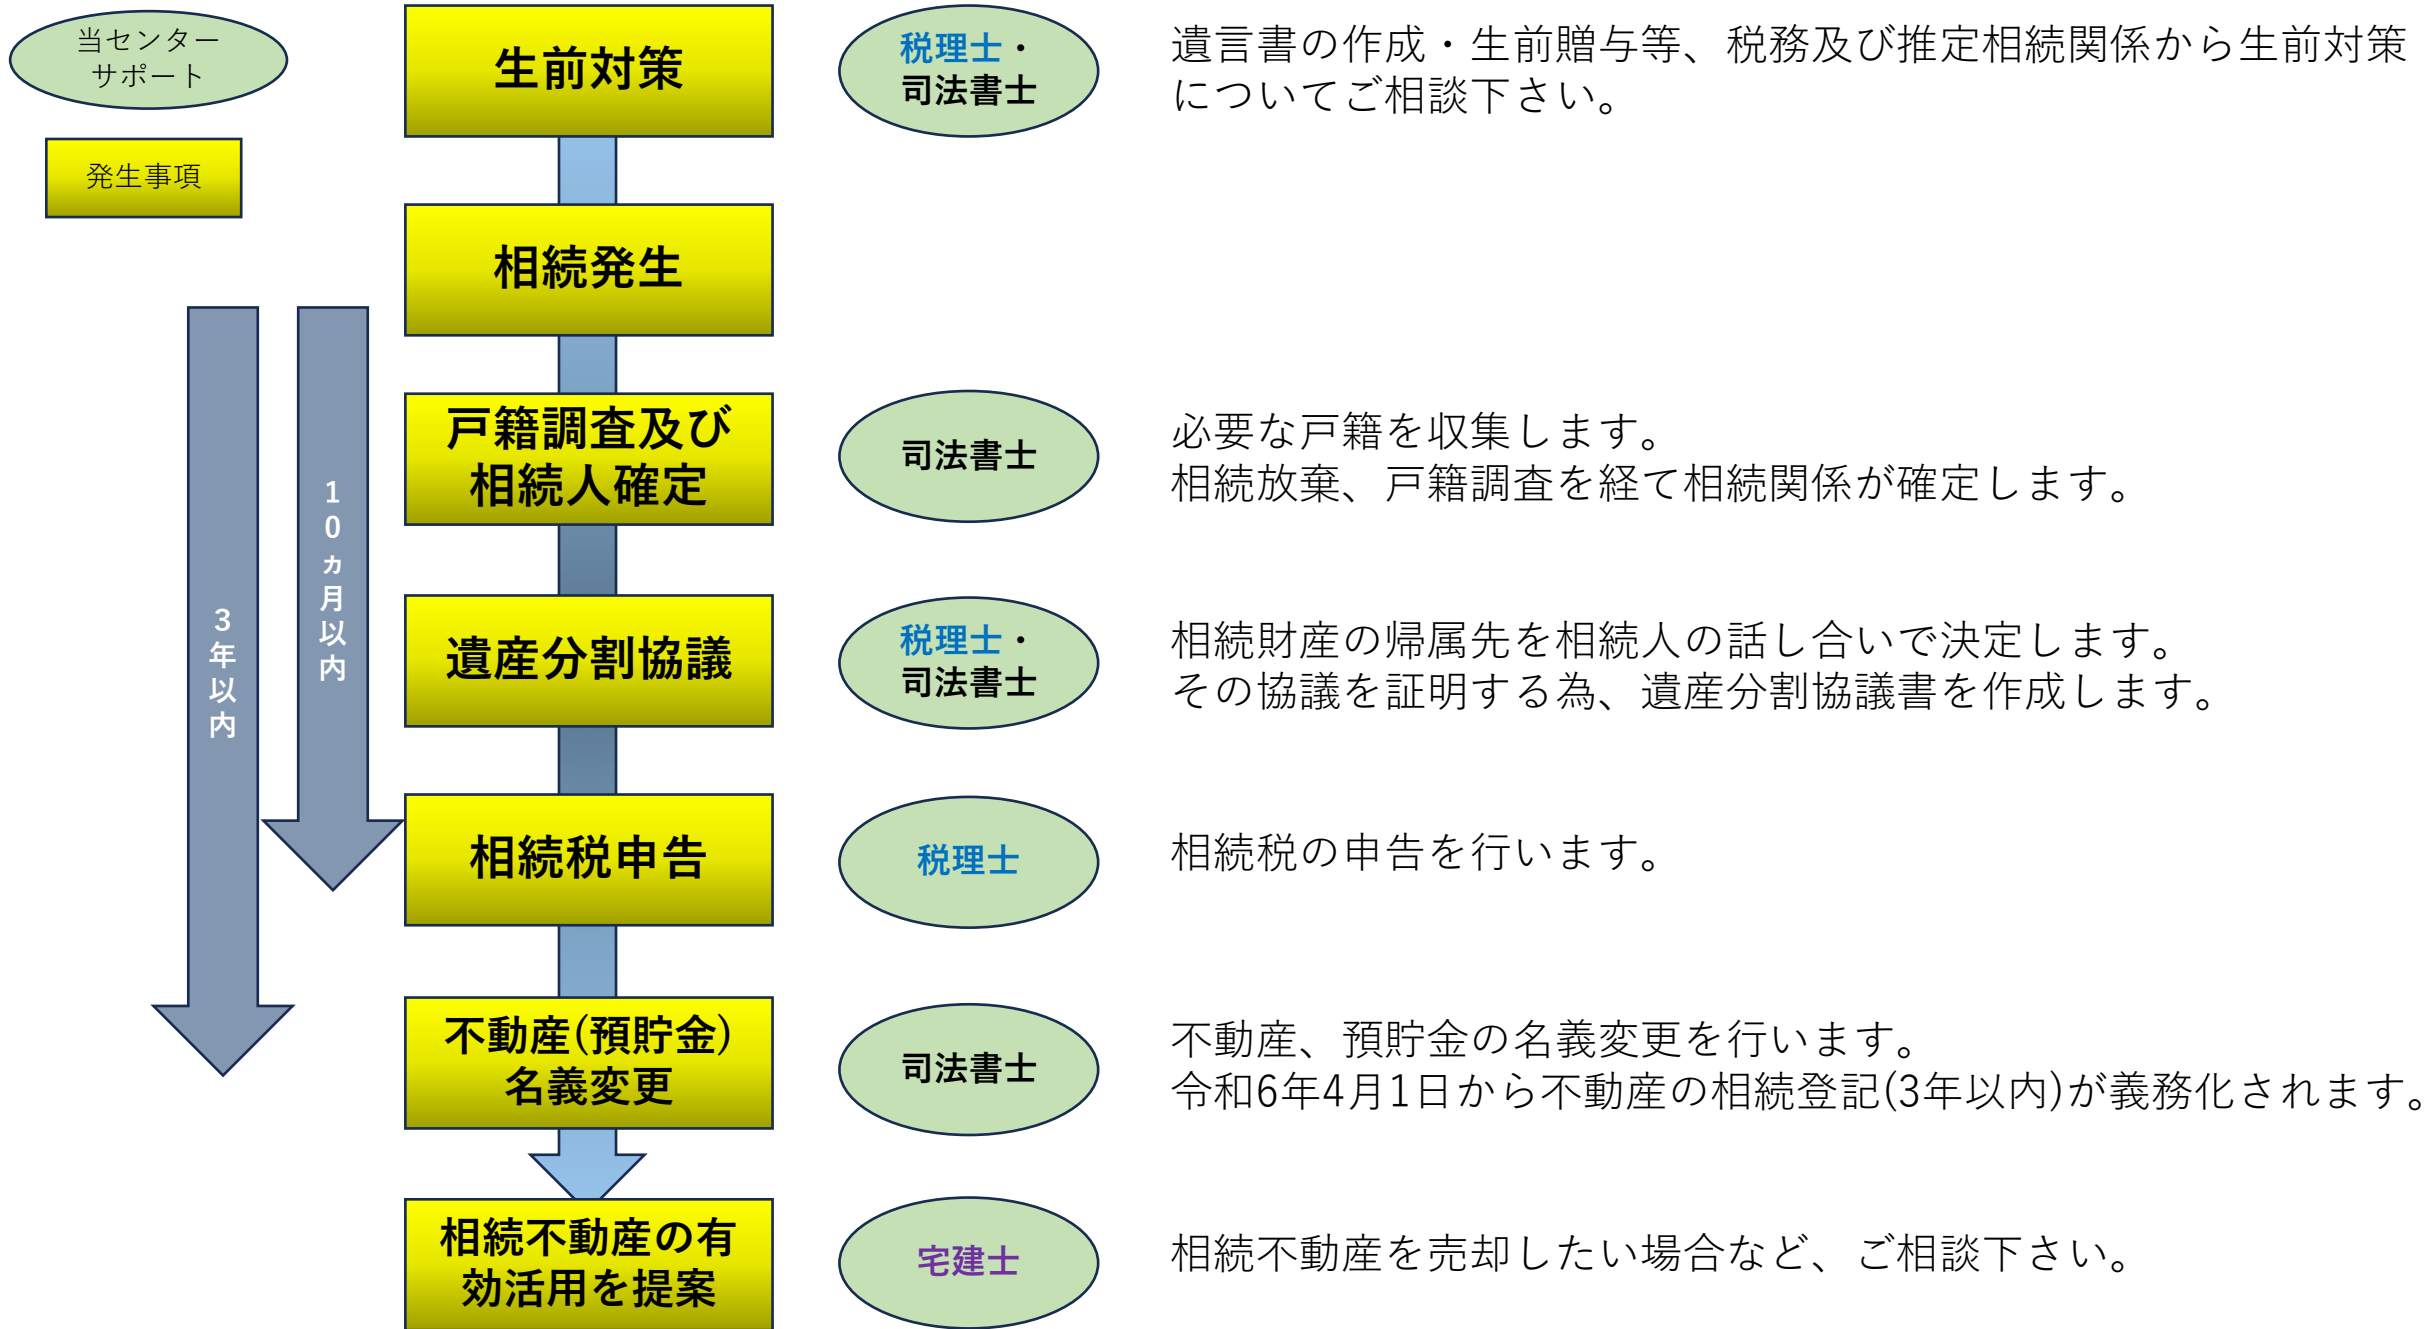 当センター
サポート
発生事項
生前対策
税理士・
司法書士
遺言書の作成・生前贈与等、税務及び推定相続関係から生前対策
についてご相談下さい。
相続発生
10ヵ月以内
3年以内
戸籍調査及び
相続人確定
司法書士
必要な戸籍を収集します。
相続放棄、戸籍調査を経て相続関係が確定します。
遺産分割協議
税理士・
司法書士
相続財産の帰属先を相続人の話し合いで決定します。
その協議を証明する為、遺産分割協議書を作成します。
相続税申告
税理士
相続税の申告を行います。
不動産(預貯金)
名義変更
司法書士
不動産、預貯金の名義変更を行います。
令和6年4月1日から不動産の相続登記(3年以内)が義務化されます。
相続不動産の有
効活用を提案
宅建士
相続不動産を売却したい場合など、ご相談下さい。